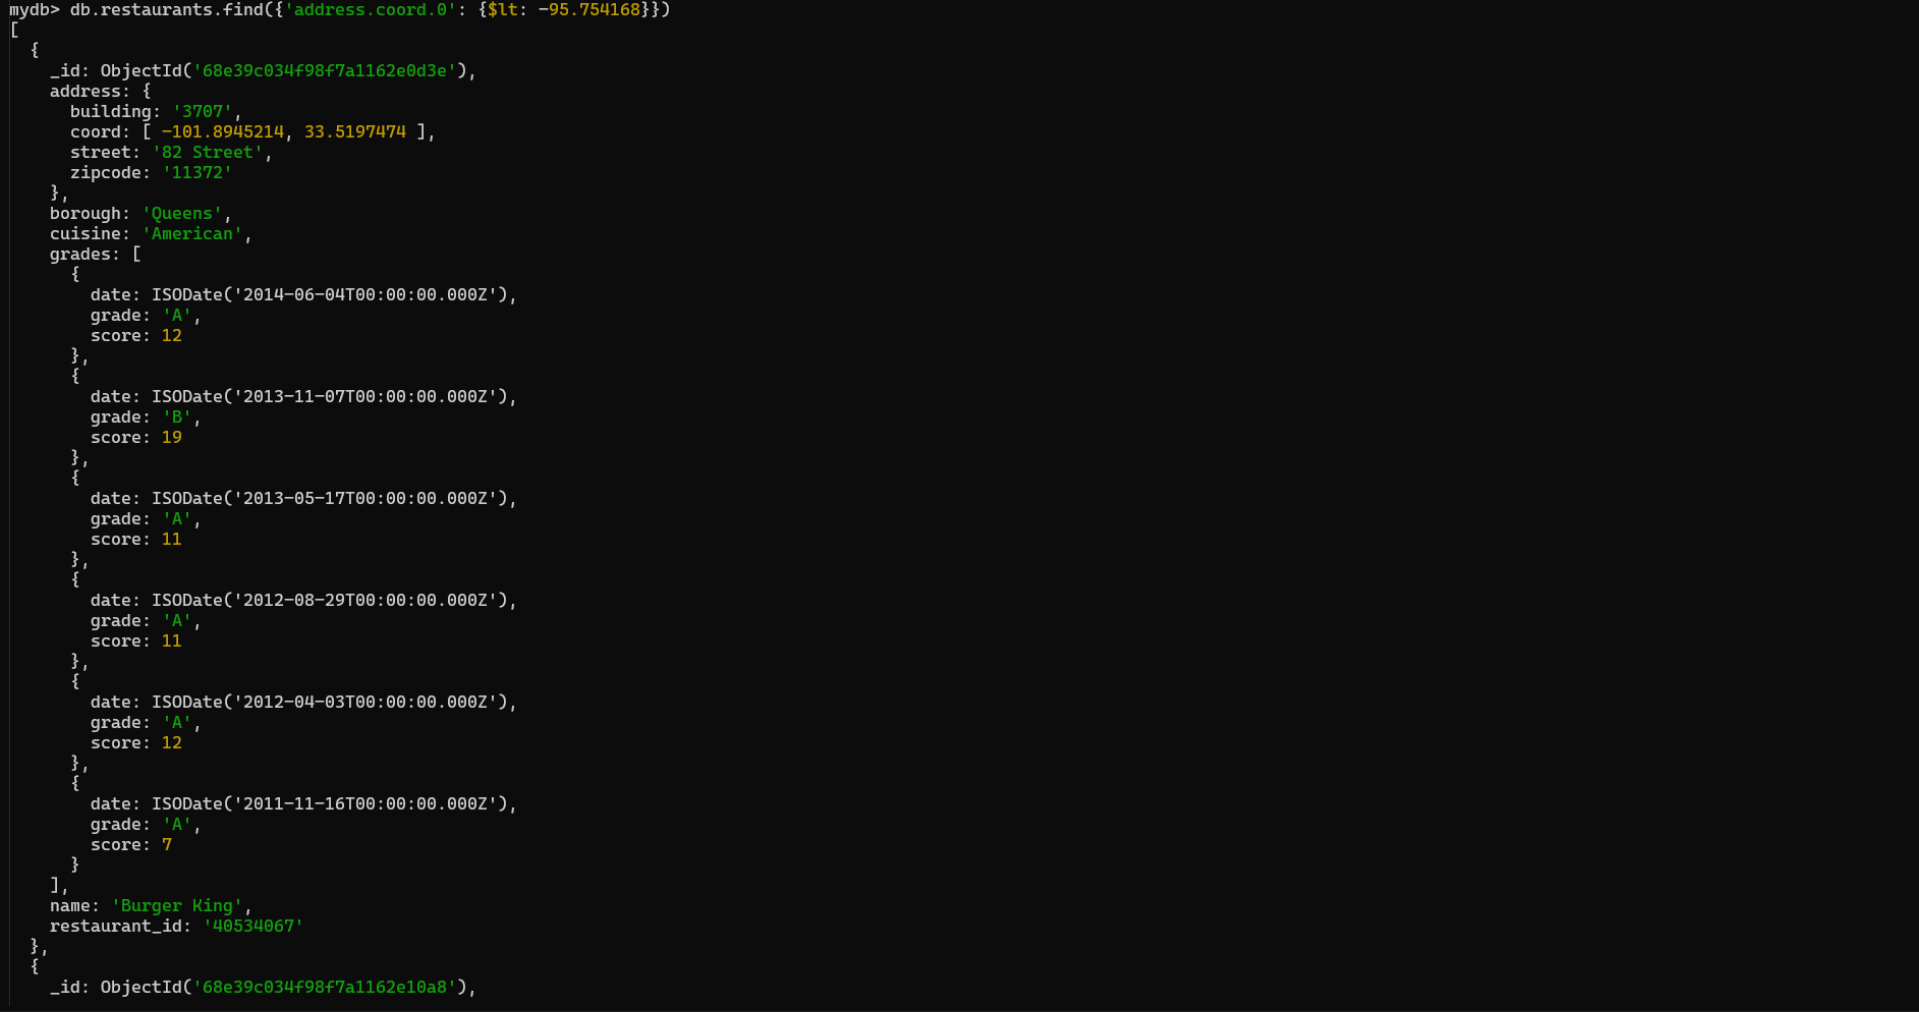 mydb> db.restaurants.find({'address.coord.0': {$lt: -95.754168}})
[
  {
    _id: ObjectId('68e39c034f98f7a1162e0d3e'),
    address: {
      building: '3707',
      coord: [ -101.8945214, 33.5197474 ],
      street: '82 Street',
      zipcode: '11372'
    },
    borough: 'Queens',
    cuisine: 'American',
    grades: [
      {
        date: ISODate('2014-06-04T00:00:00.000Z'),
        grade: 'A',
        score: 12
      },
      {
        date: ISODate('2013-11-07T00:00:00.000Z'),
        grade: 'B',
        score: 19
      },
      {
        date: ISODate('2013-05-17T00:00:00.000Z'),
        grade: 'A',
        score: 11
      },
      {
        date: ISODate('2012-08-29T00:00:00.000Z'),
        grade: 'A',
        score: 11
      },
      {
        date: ISODate('2012-04-03T00:00:00.000Z'),
        grade: 'A',
        score: 12
      },
      {
        date: ISODate('2011-11-16T00:00:00.000Z'),
        grade: 'A',
        score: 7
      }
    ],
    name: 'Burger King',
    restaurant_id: '40534067'
  },
  {
    _id: ObjectId('68e39c034f98f7a1162e10a8'),